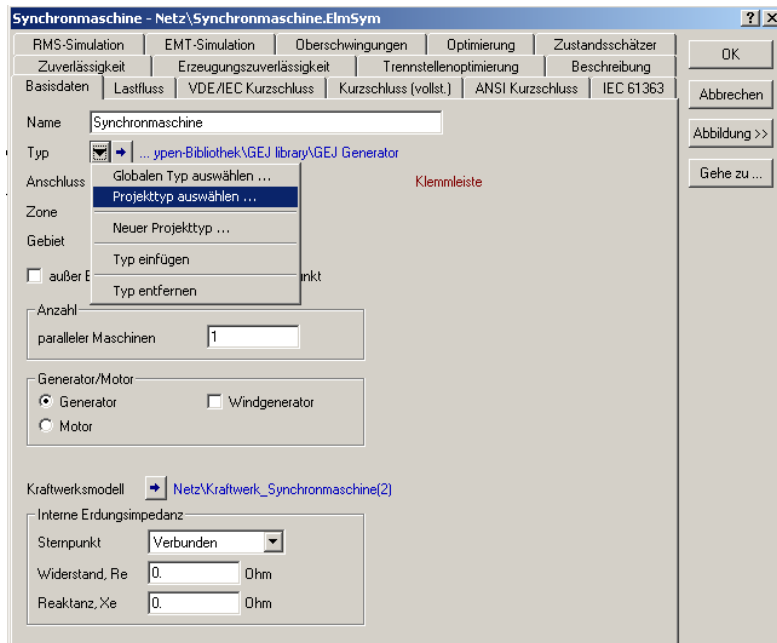 Synchronmaschine - Netz\Synchronmaschine.ElmSym
RMS-Simulation EMT-Simulation Oberschwingungen Optimierung Zustandsschätzer
Zuverlässigkeit Erzeugungszuverlässigkeit Trennstellenoptimierung Beschreibung
Basisdaten Lastfluss VDE/IEC Kurzschluss Kurzschluss (vollst.) ANSI Kurzschluss IEC 61363
OK
Abbrechen
Abbildung >>
Gehe zu ...
Name Synchronmaschine
Typ ... ypen-Bibliothek\GEJ library\GEJ Generator
Anschluss Klemmleiste
Zone
Gebiet
Globalen Typ auswählen ...
Projekttyp auswählen ...
Neuer Projekttyp ...
Typ einfügen
Typ entfernen
außer B nkt
Anzahl
paralleler Maschinen 1
Generator/Motor
Generator Windgenerator
Motor
Kraftwerksmodell Netz\Kraftwerk_Synchronmaschine(2)
Interne Erdungsimpedanz
Sternpunkt Verbunden
Widerstand, Re 0. Ohm
Reaktanz, Xe 0. Ohm